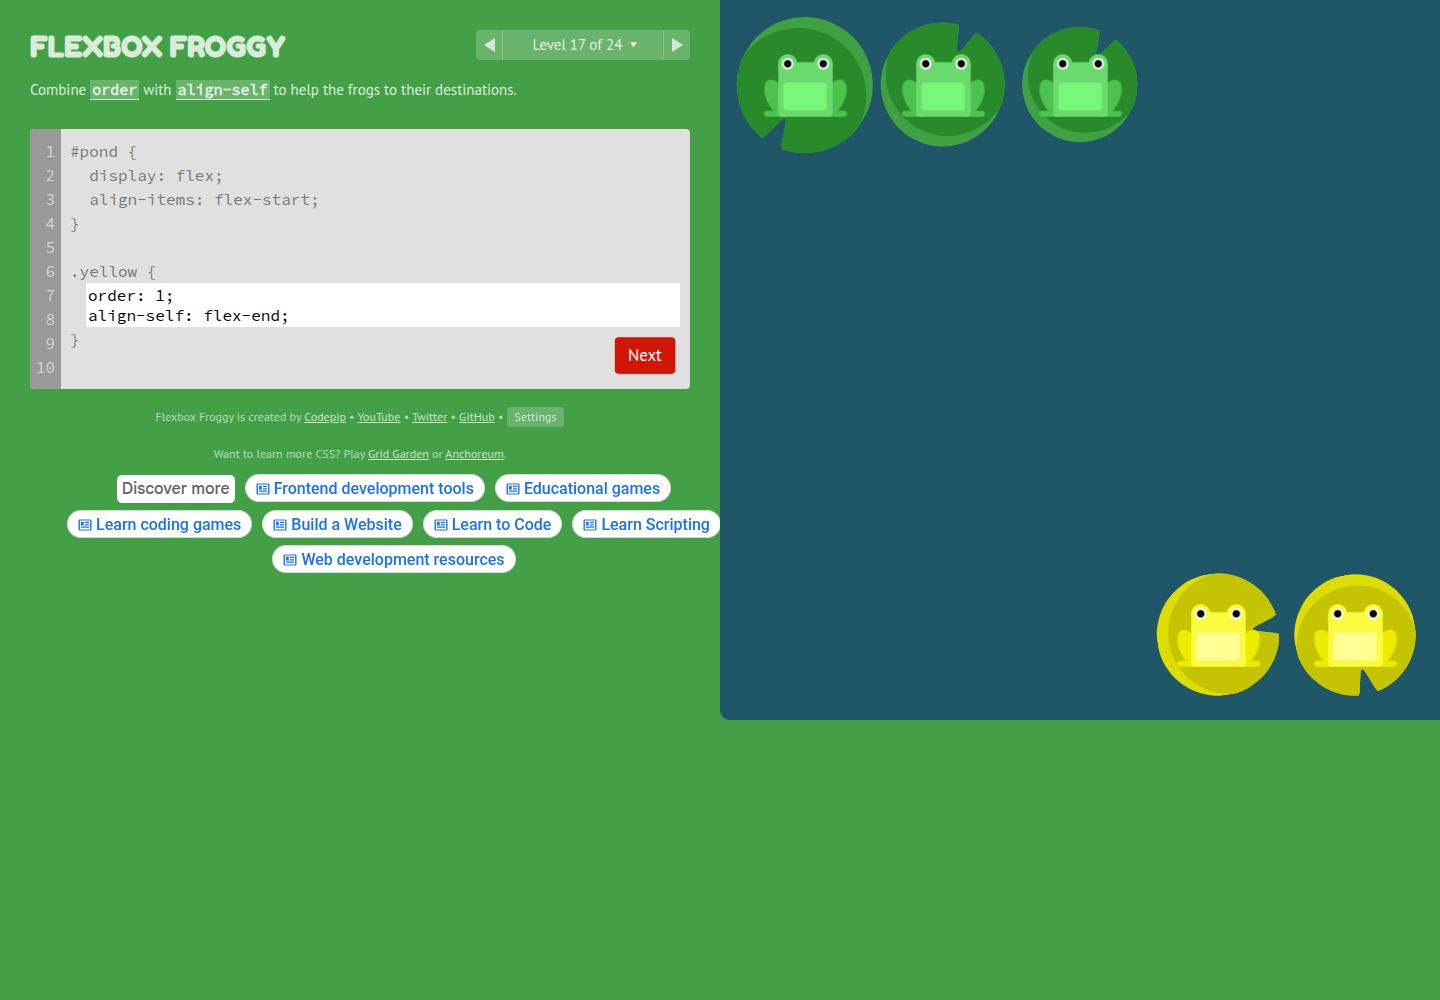 FLEXBOX FROGGY
Level 17 of 24 ▼
Combine order with align-self to help the frogs to their destinations.
1 #pond {
2 display: flex;
3 align-items: flex-start;
4 }
5
6 .yellow {
7 order: 1;
8 align-self: flex-end;
9 }
10
Next
Flexbox Froggy is created by Codepip • YouTube • Twitter • GitHub • Settings
Want to learn more CSS? Play Grid Garden or Anchoreum.
Discover more Frontend development tools Educational games
Learn coding games Build a Website Learn to Code Learn Scripting
Web development resources